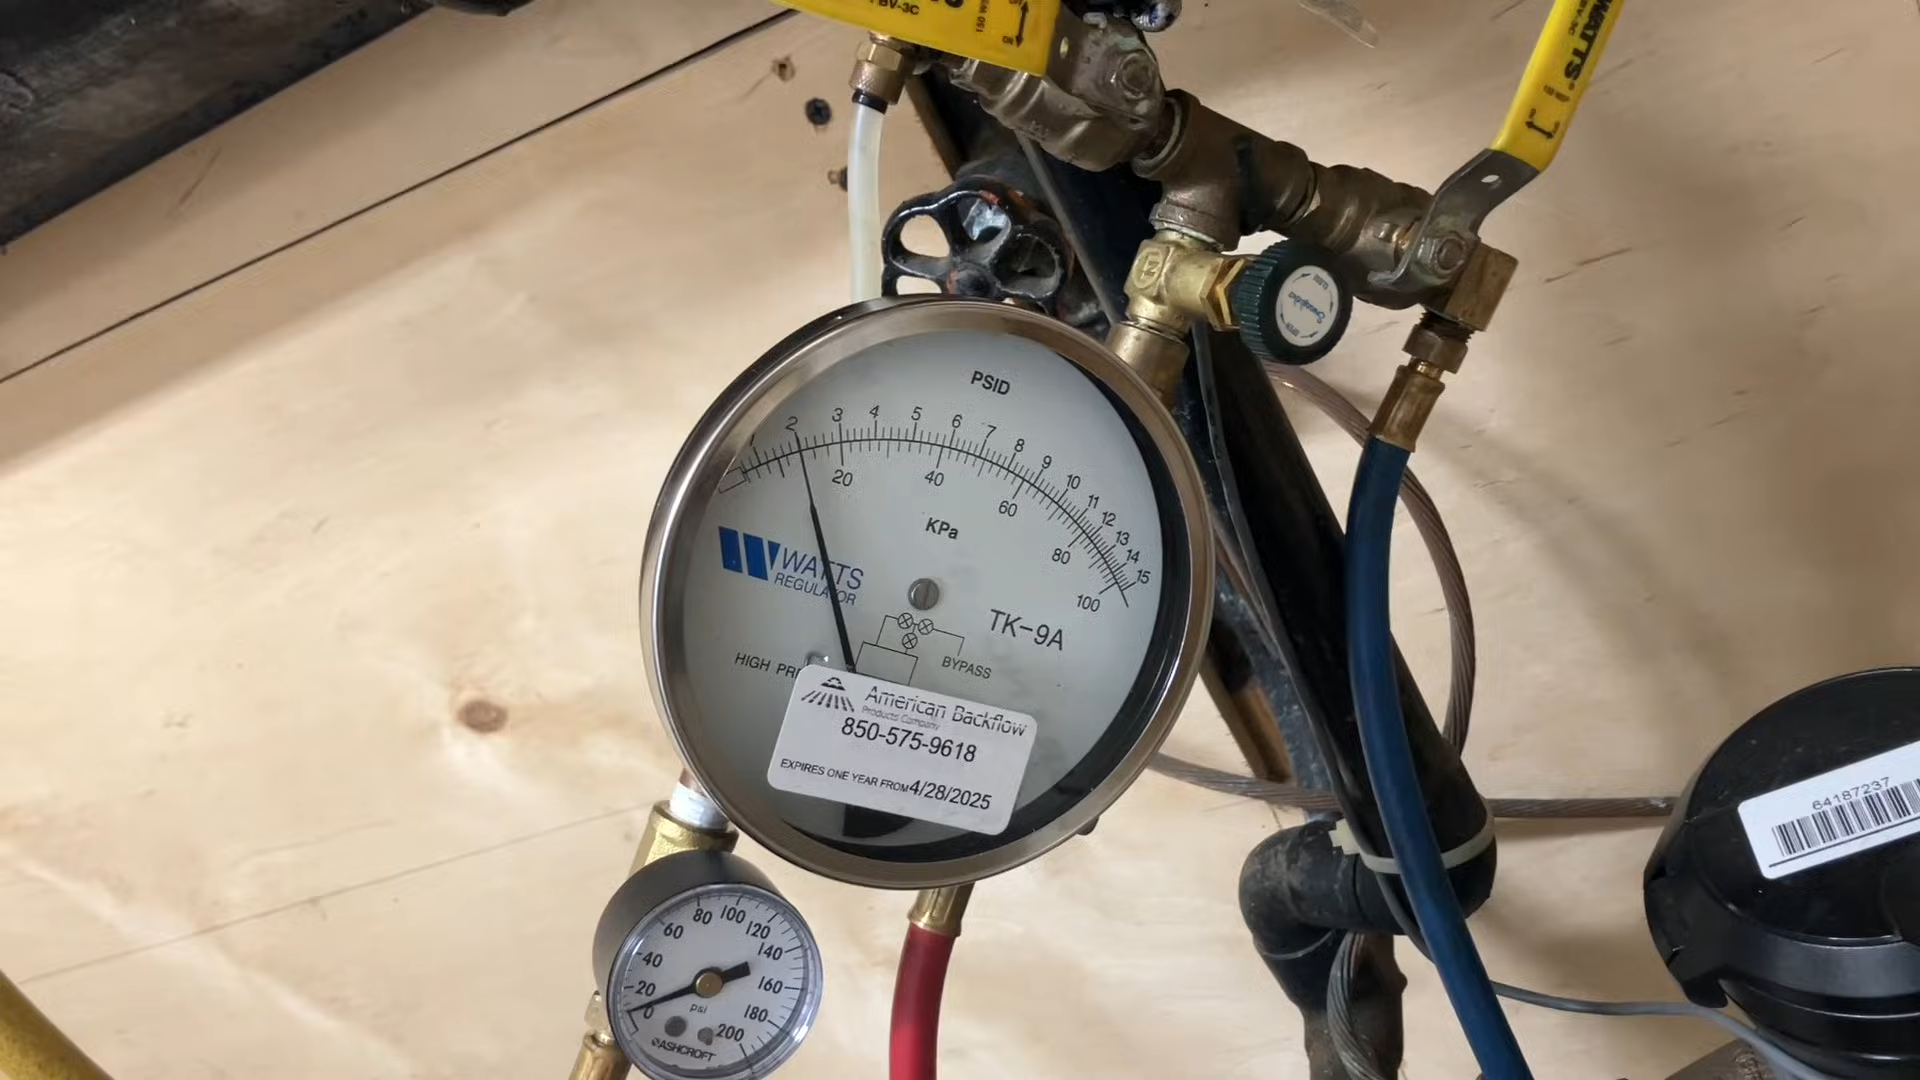 BV-3C
WATTS
PSID
1 2 3 4 5 6 7 8 9 10 11 12 13 14 15
20 40 60 80 100
KPa
WATTS
REGULATOR
TK-9A
BYPASS
HIGH
American Backflow
Products Company
850-575-9618
EXPIRES ONE YEAR FROM 4/28/2025
0 20 40 60 80 100 120 140 160 180 200
psi
ASHCROFT
64187237